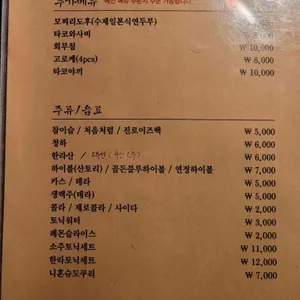 추가메뉴
모찌리도후(수제일본식연두부)
타코와사비
회무침 ₩ 10,000
고로케(4pcs) ₩ 8,000
타코야끼 ₩ 10,000
주류/음료
참이슬 / 처음처럼 / 진로이즈백 ₩ 5,000
청하 ₩ 6,000
한라산 / ₩ 6,000
하이볼(산토리) / 골든블루하이볼 / 연정하이볼 ₩ 7,000
카스 / 테라 ₩ 5,000
생맥주(테라) ₩ 5,000
콜라 / 제로콜라 / 사이다 ₩ 2,000
토닉워터 ₩ 3,000
레몬슬라이스 ₩ 2,000
소주토닉세트 ₩ 11,000
한라토닉세트 ₩ 12,000
니혼슈도쿠리 ₩ 7,000